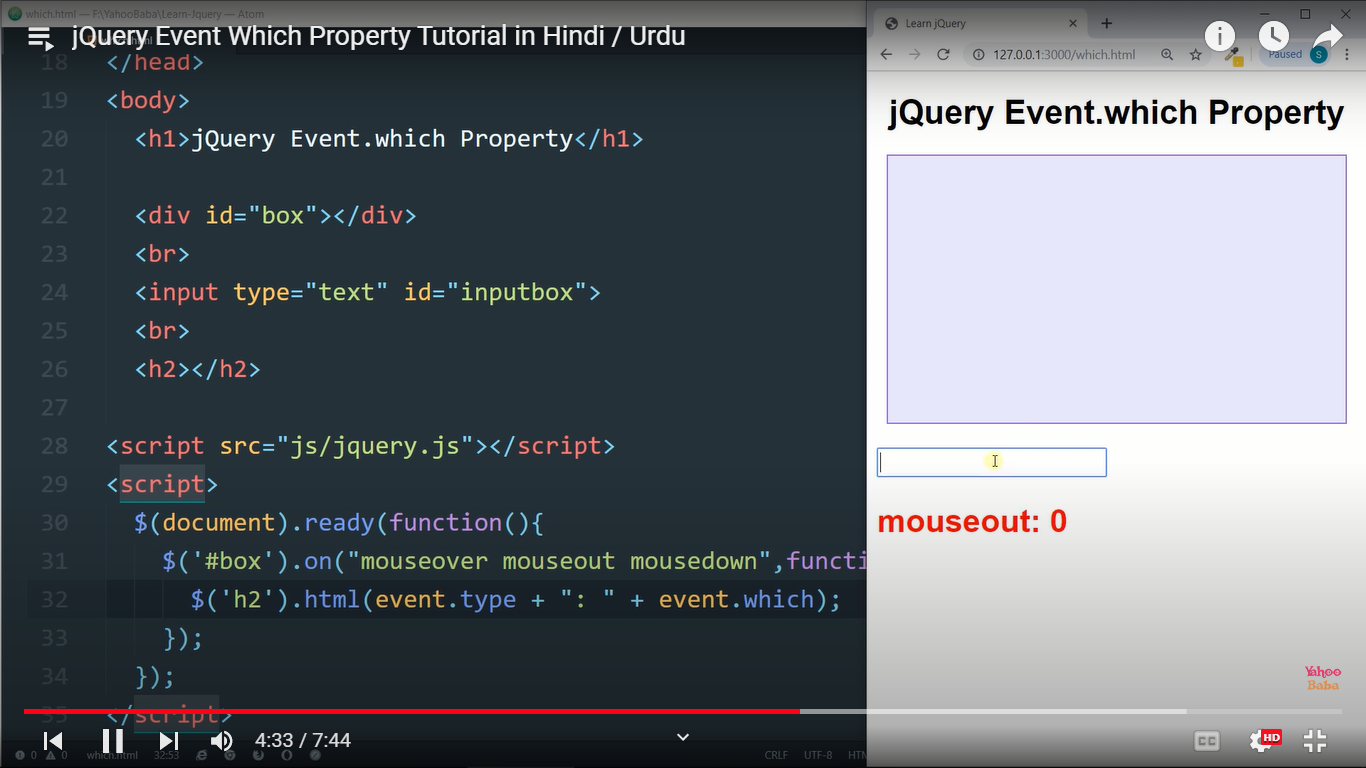 which.html — F:\YahooBaba\Learn-Jquery — Atom
jQuery Event Which Property Tutorial in Hindi / Urdu
18 </head>
19 <body>
20 <h1>jQuery Event.which Property</h1>
21
22 <div id="box"></div>
23 <br>
24 <input type="text" id="inputbox">
25 <br>
26 <h2></h2>
27
28 <script src="js/jquery.js"></script>
29 <script>
30 $(document).ready(function(){
31 $('#box').on("mouseover mouseout mousedown",functi
32 $('h2').html(event.type + ": " + event.which);
33 });
34 });
35 </script>
4:33 / 7:44
0 0 which.html 32:53 CRLF UTF-8 HTM
Learn jQuery
127.0.0.1:3000/which.html
Paused S
jQuery Event.which Property
mouseout: 0
Yahoo
Baba
CC
HD